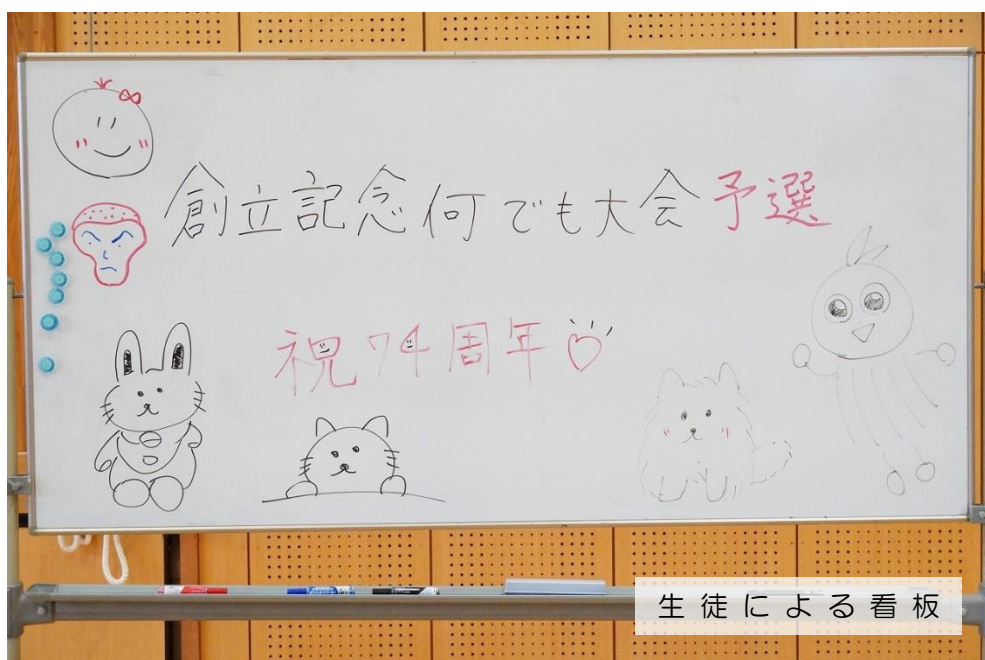 創立記念何でも大会予選
祝74周年
生徒による看板